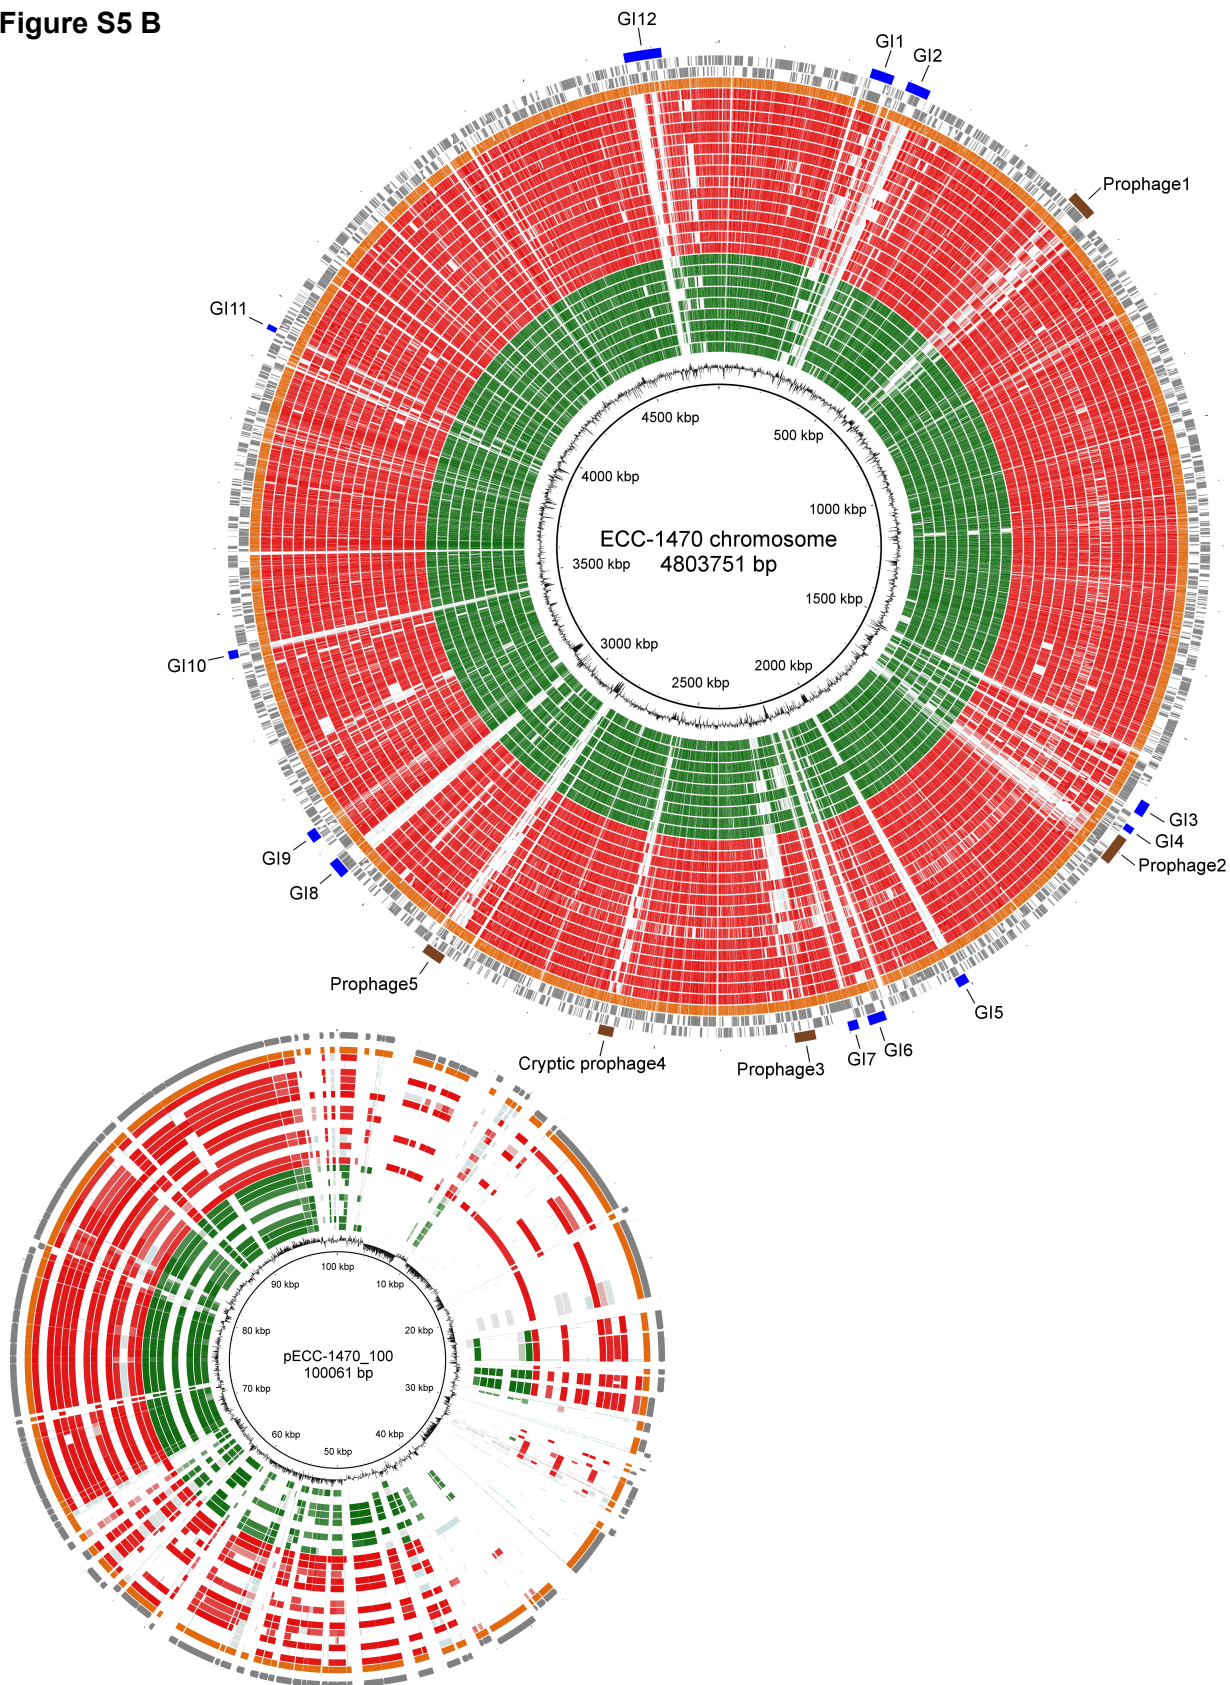 Figure S5 B
GI12
GI1
GI2
Prophage1
GI11
4500 kbp
500 kbp
4000 kbp
1000 kbp
ECC-1470 chromosome
4803751 bp
3500 kbp
1500 kbp
3000 kbp
2000 kbp
2500 kbp
GI10
GI3
GI4
Prophage2
GI9
GI8
Prophage5
GI5
GI6
GI7
Cryptic prophage4
Prophage3
100 kbp
90 kbp
10 kbp
80 kbp
20 kbp
pECC-1470_100
100061 bp
70 kbp
30 kbp
60 kbp
40 kbp
50 kbp